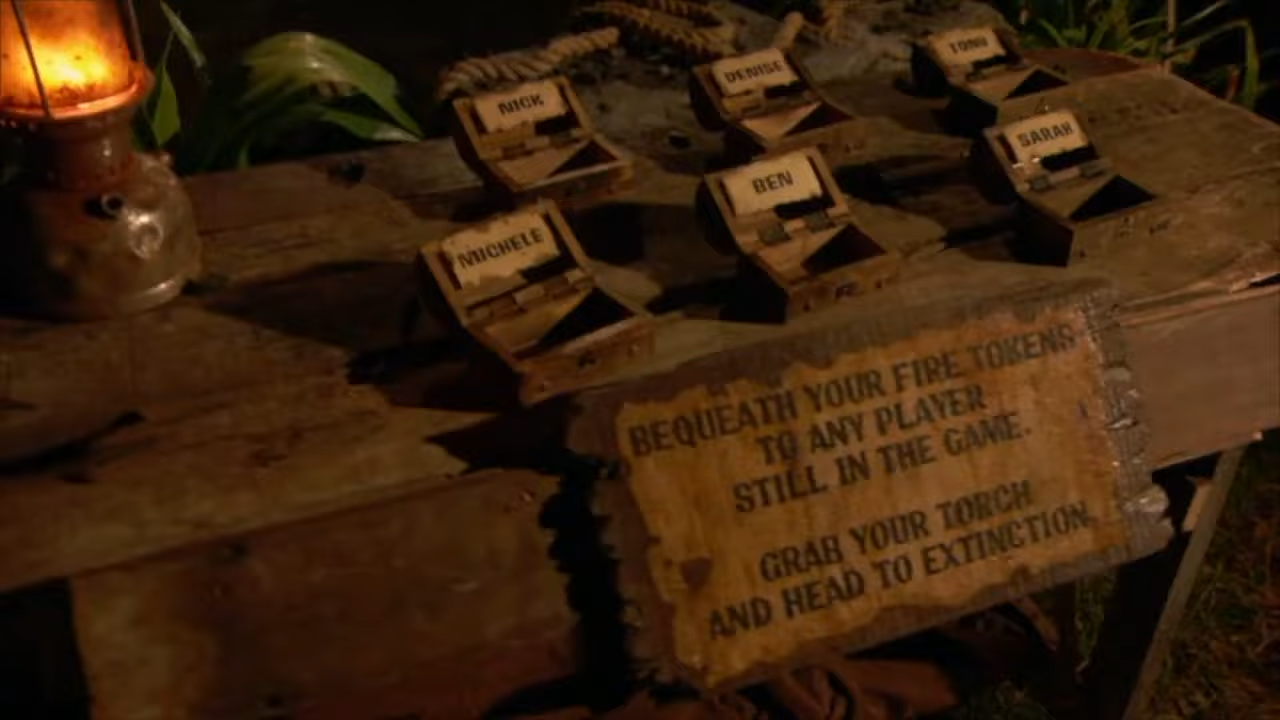 NICK
DENISE
TONY
MICHELE
BEN
SARAH
BEQUEATH YOUR FIRE TOKENS
TO ANY PLAYER
STILL IN THE GAME.
GRAB YOUR TORCH
AND HEAD TO EXTINCTION.